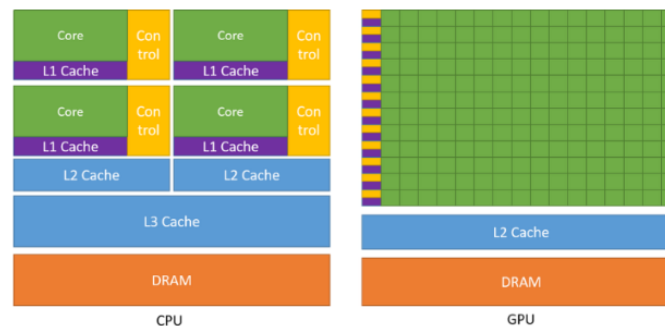 Core
Con
trol
Core
Con
trol
L1 Cache
L1 Cache
Core
Con
trol
Core
Con
trol
L1 Cache
L1 Cache
L2 Cache
L2 Cache
L3 Cache
L2 Cache
DRAM
DRAM
CPU
GPU